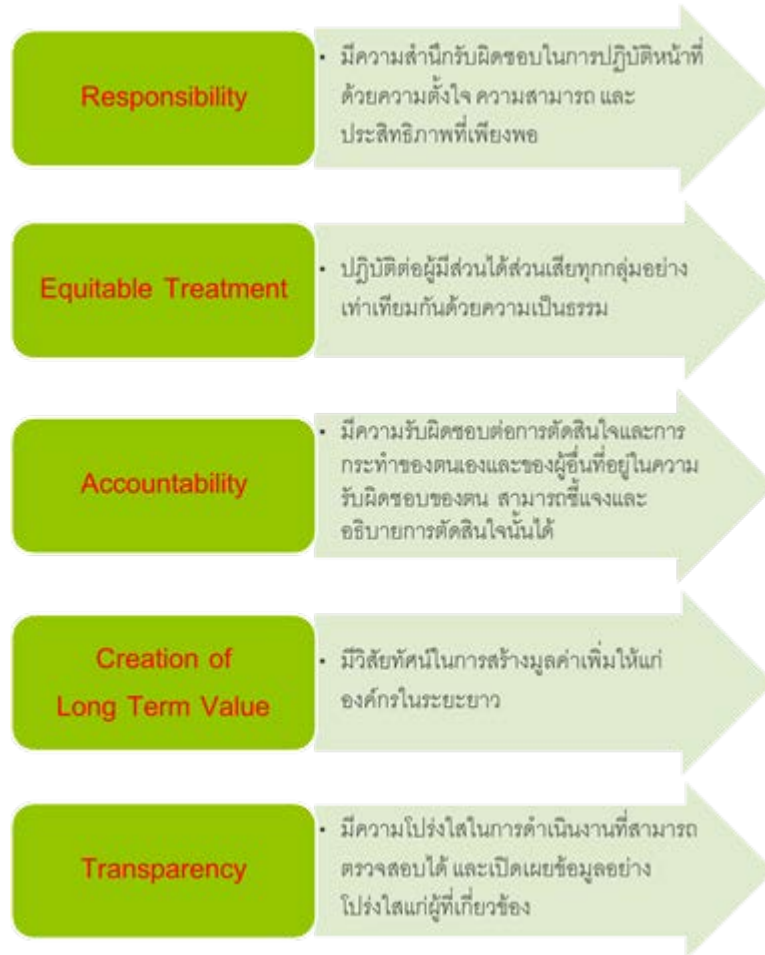 Responsibility
• มีความสำนึกรับผิดชอบในการปฏิบัติหน้าที่
ด้วยความตั้งใจ ความสามารถ และ
ประสิทธิภาพที่เพียงพอ
Equitable Treatment
• ปฏิบัติต่อผู้มีส่วนได้ส่วนเสียทุกกลุ่มอย่าง
เท่าเทียมกันด้วยความเป็นธรรม
Accountability
• มีความรับผิดชอบต่อการตัดสินใจและการ
กระทำของตนเองและของผู้อื่นที่อยู่ในความ
รับผิดชอบของตน สามารถชี้แจงและ
อธิบายการตัดสินใจนั้นได้
Creation of
Long Term Value
• มีวิสัยทัศน์ในการสร้างมูลค่าเพิ่มให้แก่
องค์กรในระยะยาว
Transparency
• มีความโปร่งใสในการดำเนินงานที่สามารถ
ตรวจสอบได้ และเปิดเผยข้อมูลอย่าง
โปร่งใสแก่ผู้ที่เกี่ยวข้อง